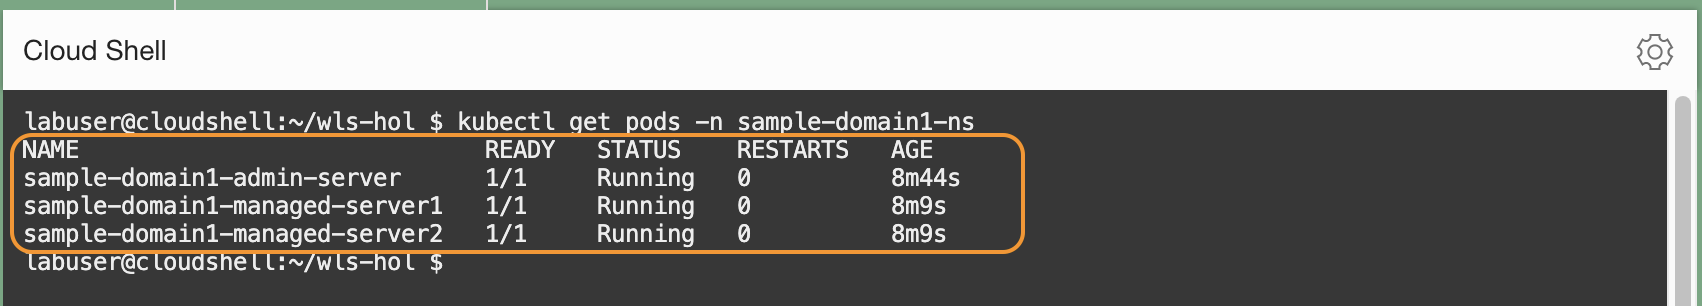 Cloud Shell
labuser@cloudshell:~/wls-hol $ kubectl get pods -n sample-domain1-ns
NAME                             READY   STATUS    RESTARTS   AGE
sample-domain1-admin-server      1/1     Running   0          8m44s
sample-domain1-managed-server1   1/1     Running   0          8m9s
sample-domain1-managed-server2   1/1     Running   0          8m9s
labuser@cloudshell:~/wls-hol $